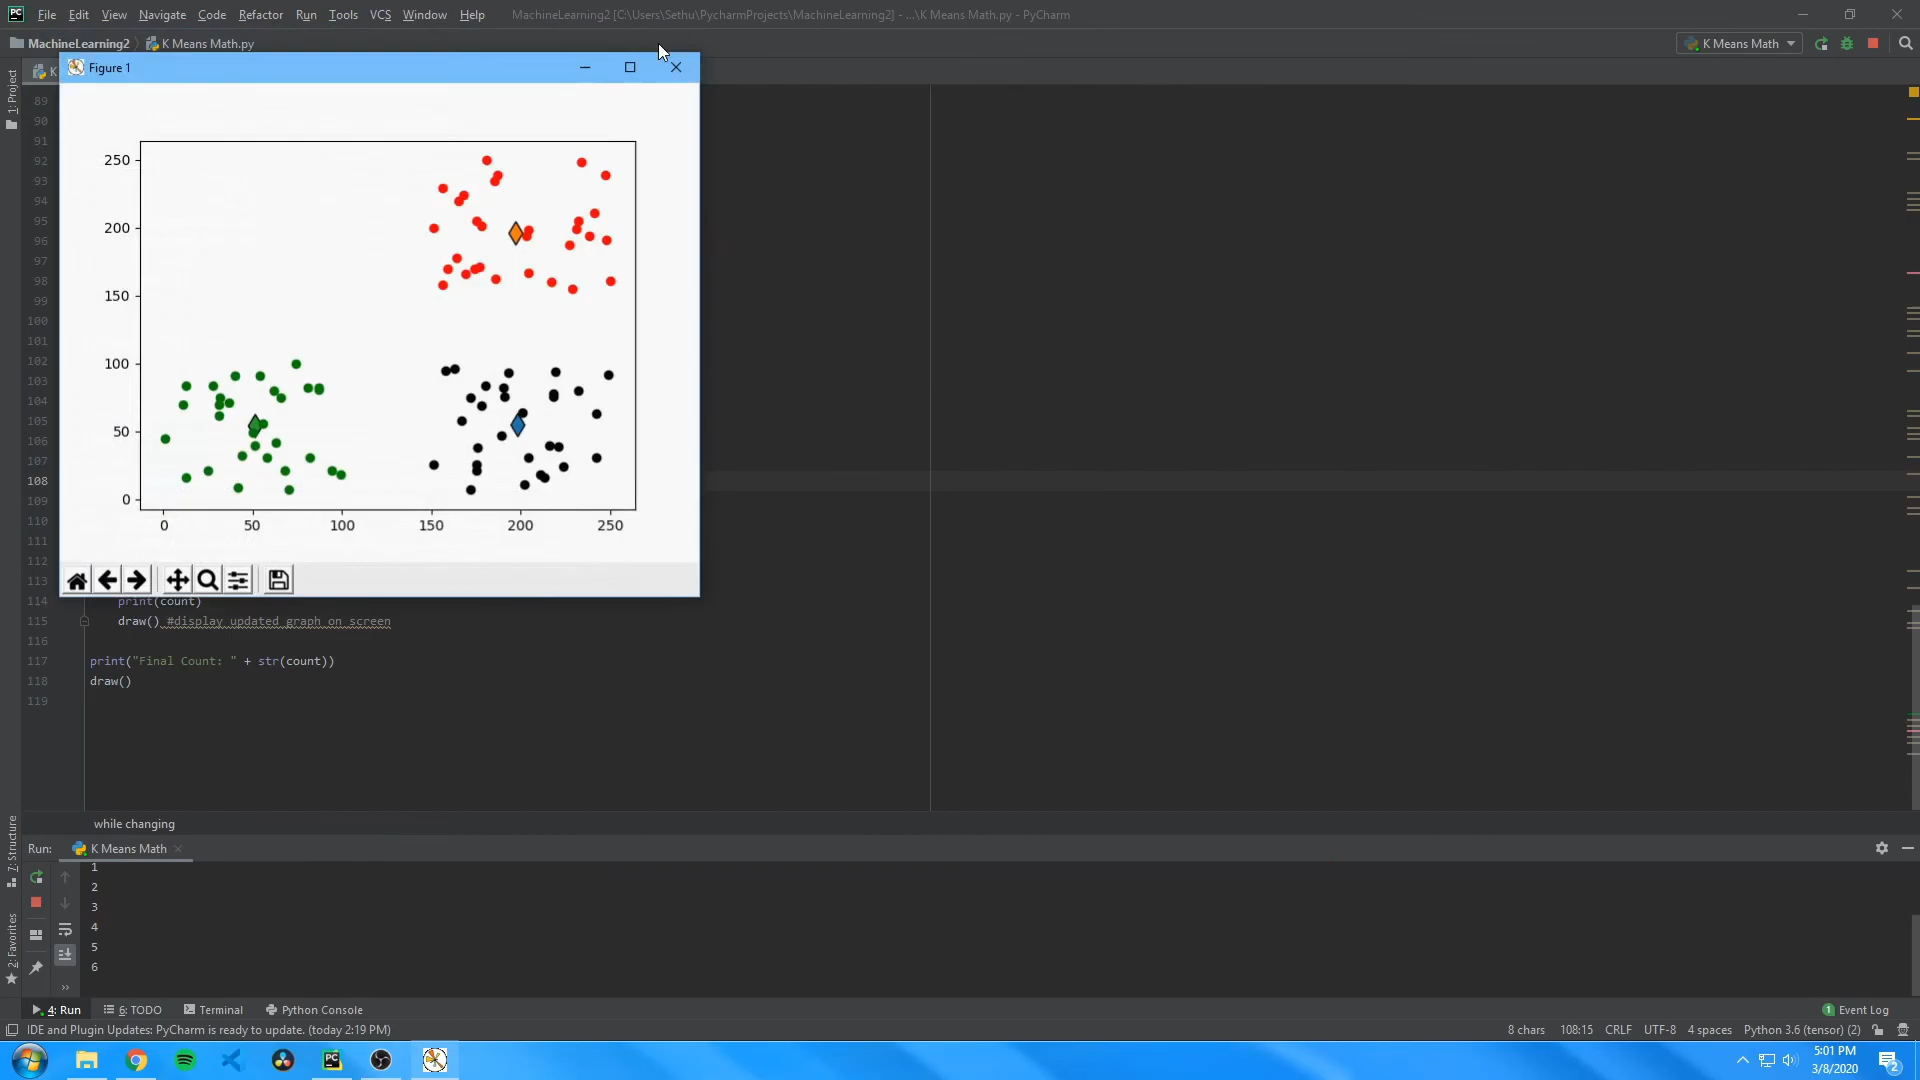 File Edit View Navigate Code Refactor Run Tools VCS Window Help MachineLearning2 [C:\Users\Sethu\PycharmProjects\MachineLearning2] - ...\K Means Math.py - PyCharm
MachineLearning2 K Means Math.py K Means Math
Figure 1
K
1: Project
250
200
150
100
50
0
0 50 100 150 200 250
89
90
91
92
93
94
95
96
97
98
99
100
101
102
103
104
105
106
107
108
109
110
111
112
113
114 print(count)
115 draw() #display updated graph on screen
116
117 print("Final Count: " + str(count))
118 draw()
119
while changing
7: Structure
2: Favorites
Run: K Means Math
1
2
3
4
5
6
4: Run 6: TODO Terminal Python Console 1 Event Log
IDE and Plugin Updates: PyCharm is ready to update. (today 2:19 PM) 8 chars 108:15 CRLF UTF-8 4 spaces Python 3.6 (tensor) (2)
5:01 PM
3/8/2020
2